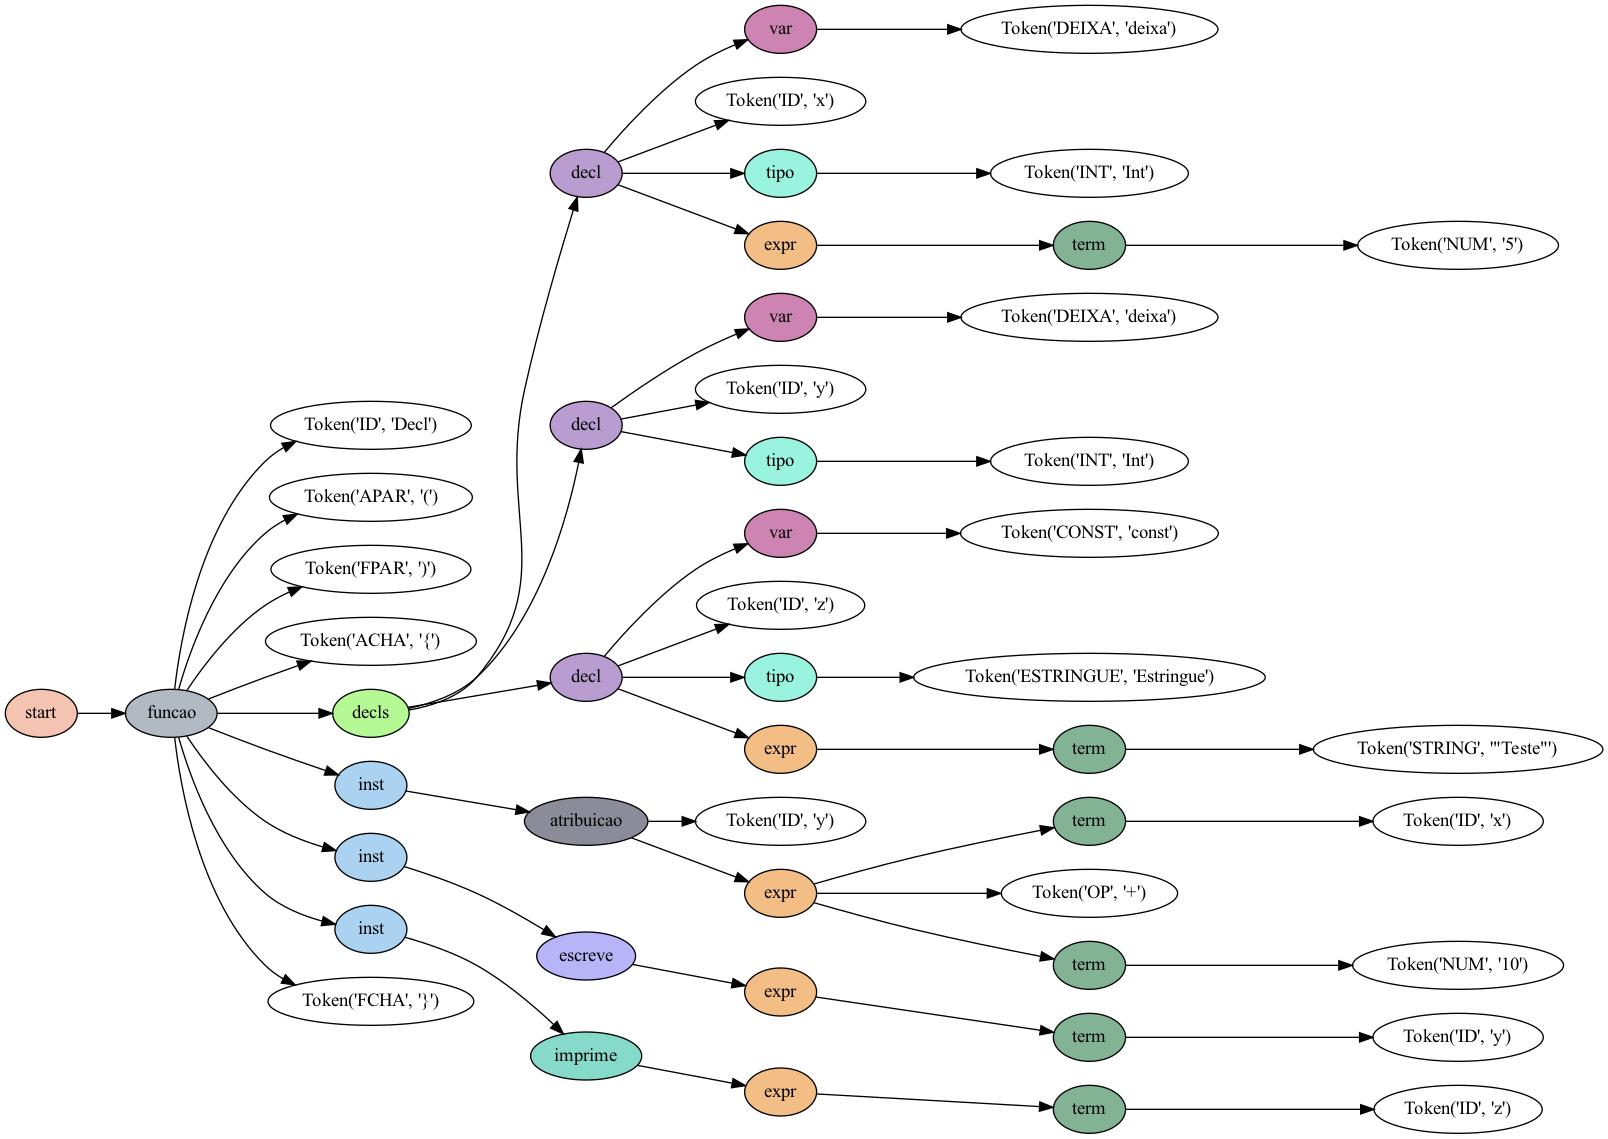 var
Token('DEIXA', 'deixa')
Token('ID', 'x')
decl
tipo
Token('INT', 'Int')
expr
term
Token('NUM', '5')
var
Token('DEIXA', 'deixa')
Token('ID', 'y')
decl
Token('ID', 'Decl')
tipo
Token('INT', 'Int')
Token('APAR', '(')
var
Token('CONST', 'const')
Token('FPAR', ')')
Token('ID', 'z')
Token('ACHA', '{')
decl
tipo
Token('ESTRINGUE', 'Estringue')
start
funcao
decls
expr
term
Token('STRING', '"Teste"')
inst
atribuicao
Token('ID', 'y')
term
Token('ID', 'x')
inst
expr
Token('OP', '+')
inst
escreve
term
Token('NUM', '10')
expr
Token('FCHA', '}')
term
Token('ID', 'y')
imprime
expr
term
Token('ID', 'z')